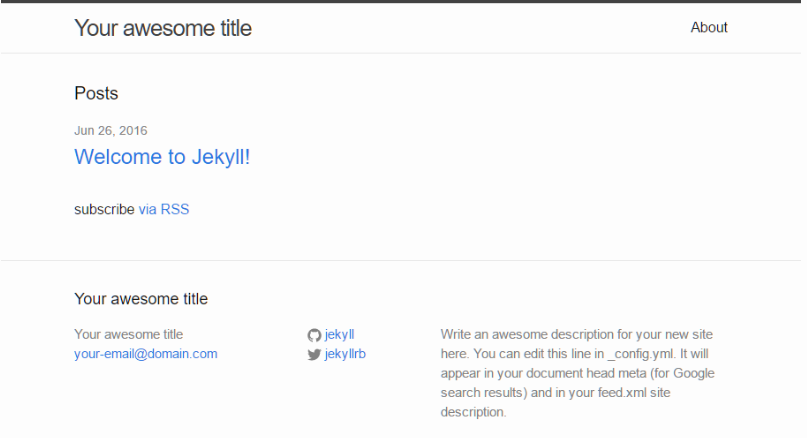 Your awesome title
About
Posts
Jun 26, 2016
Welcome to Jekyll!
subscribe via RSS
Your awesome title
Your awesome title
your-email@domain.com
jekyll
jekyllrb
Write an awesome description for your new site
here. You can edit this line in _config.yml. It will
appear in your document head meta (for Google
search results) and in your feed.xml site
description.